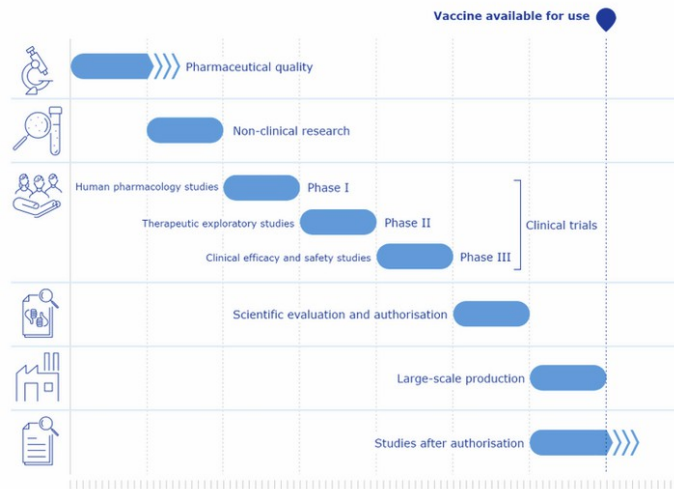 Vaccine available for use
Pharmaceutical quality
Non-clinical research
Human pharmacology studies
Phase I
Therapeutic exploratory studies
Phase II
Clinical trials
Clinical efficacy and safety studies
Phase III
Scientific evaluation and authorisation
Large-scale production
Studies after authorisation